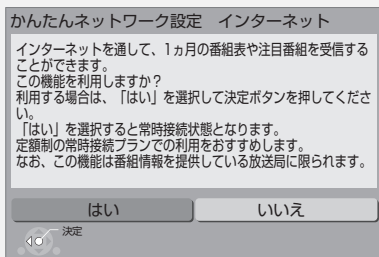 かんたんネットワーク設定　インターネット
インターネットを通して、1ヵ月の番組表や注目番組を受信する
ことができます。
この機能を利用しますか？
利用する場合は、「はい」を選択して決定ボタンを押してくださ
い。
「はい」を選択すると常時接続状態となります。
定額制の常時接続プランでの利用をおすすめします。
なお、この機能は番組情報を提供している放送局に限られます。
はい
いいえ
決定